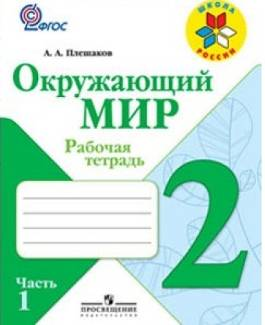 ФГОС
ШКОЛА
РОССИИ
А. А. Плешаков
Окружающий
МИР
Рабочая
тетрадь
2
Часть
1
ПРОСВЕЩЕНИЕ
ИЗДАТЕЛЬСТВО